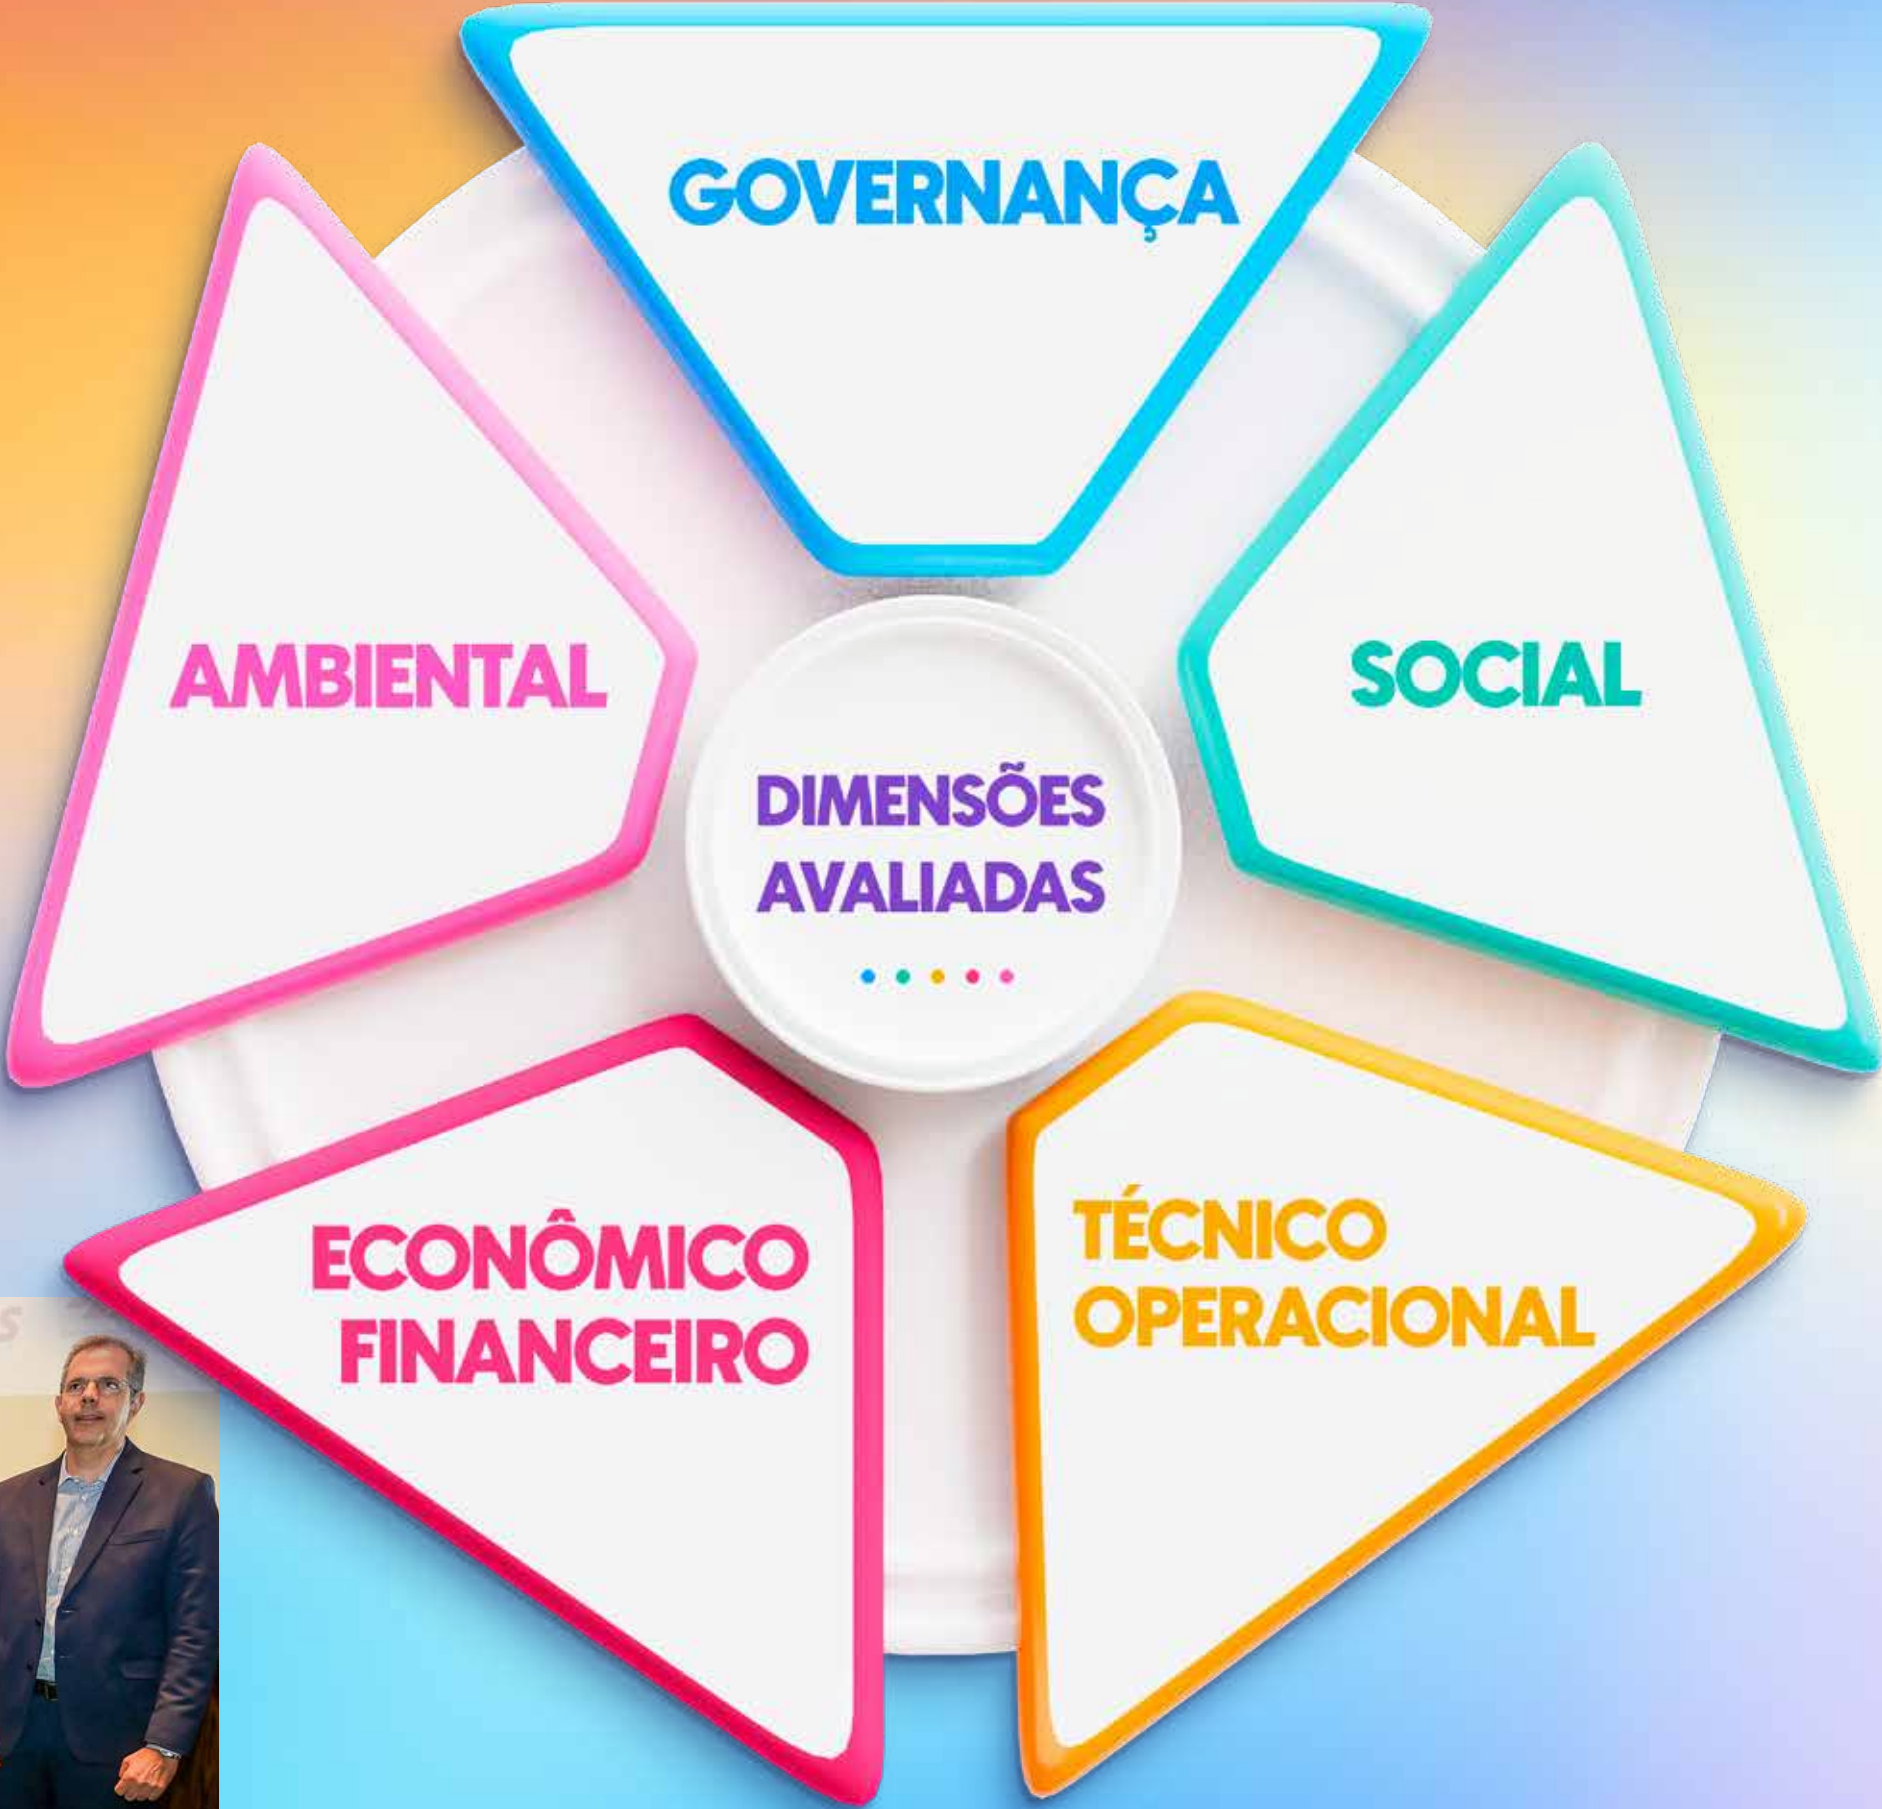 GOVERNANÇA
AMBIENTAL
SOCIAL
DIMENSÕES
AVALIADAS
ECONÔMICO
FINANCEIRO
TÉCNICO
OPERACIONAL